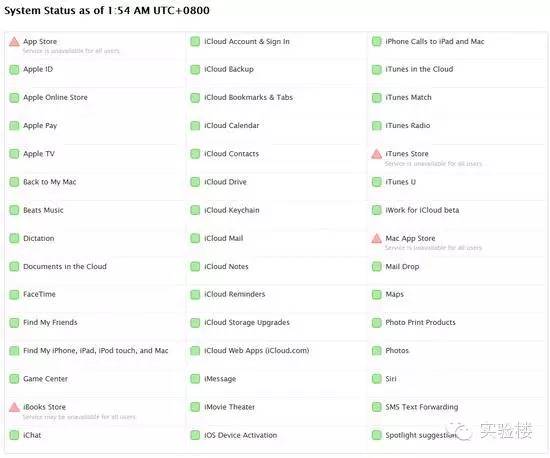 System Status as of 1:54 AM UTC+0800
App Store
Service is unavailable for all users.
Apple ID
Apple Online Store
Apple Pay
Apple TV
Back to My Mac
Beats Music
Dictation
Documents in the Cloud
FaceTime
Find My Friends
Find My iPhone, iPad, iPod touch, and Mac
Game Center
iBooks Store
Service may be unavailable for all users.
iChat
iCloud Account & Sign In
iCloud Backup
iCloud Bookmarks & Tabs
iCloud Calendar
iCloud Contacts
iCloud Drive
iCloud Keychain
iCloud Mail
iCloud Notes
iCloud Reminders
iCloud Storage Upgrades
iCloud Web Apps (iCloud.com)
iMessage
iMovie Theater
iOS Device Activation
iPhone Calls to iPad and Mac
iTunes in the Cloud
iTunes Match
iTunes Radio
iTunes Store
Service is unavailable for all users.
iTunes U
iWork for iCloud beta
Mac App Store
Service is unavailable for all users.
Mail Drop
Maps
Photo Print Products
Photos
Siri
SMS Text Forwarding
Spotlight suggestions
实验楼